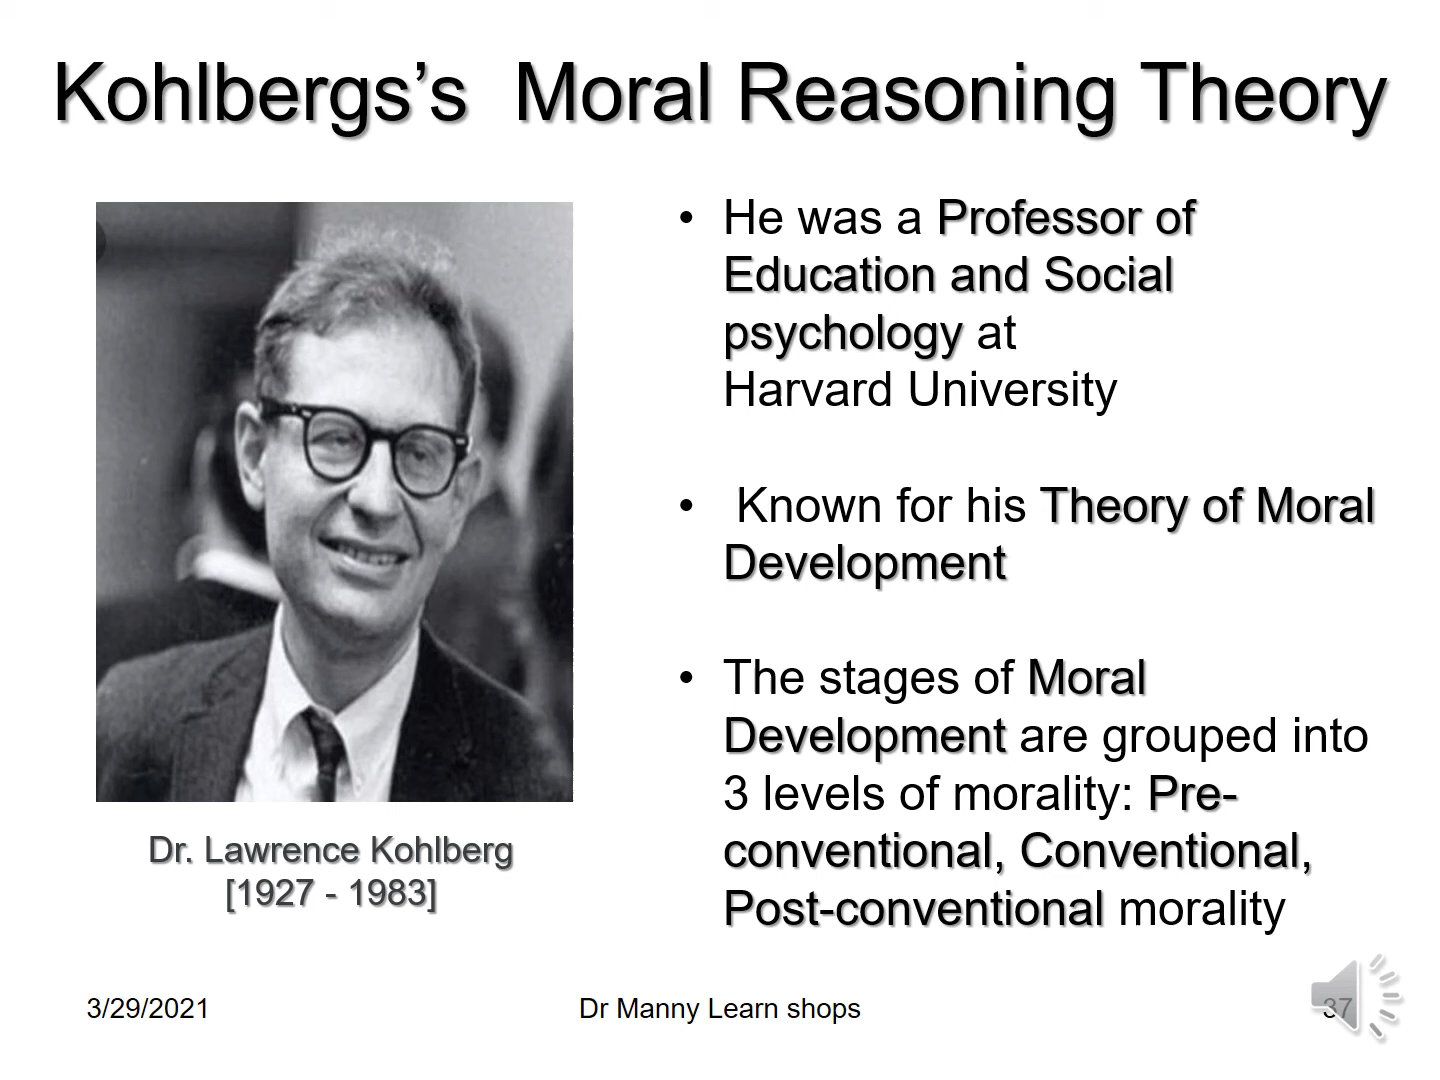 Kohlbergs’s  Moral Reasoning Theory
• He was a Professor of
Education and Social
psychology at
Harvard University
• Known for his Theory of Moral
Development
• The stages of Moral
Development are grouped into
3 levels of morality: Pre-
conventional, Conventional,
Post-conventional morality
Dr. Lawrence Kohlberg
[1927 - 1983]
3/29/2021
Dr Manny Learn shops
37